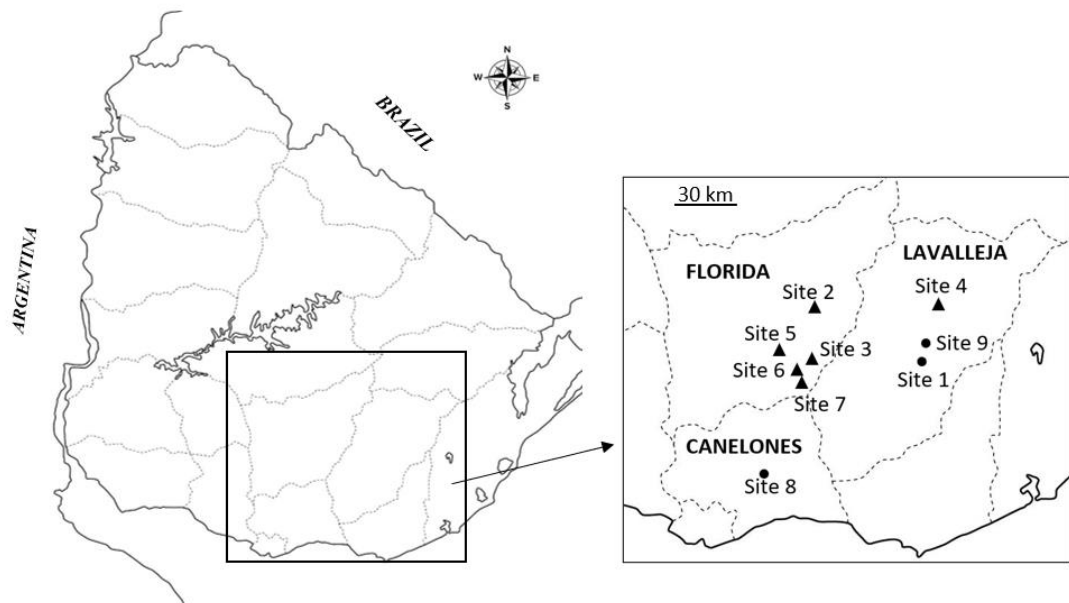 N
W E
S
BRAZIL
ARGENTINA
30 km
LAVALLEJA
FLORIDA
Site 2
Site 4
Site 5
Site 3
Site 9
Site 6
Site 1
Site 7
CANELONES
Site 8